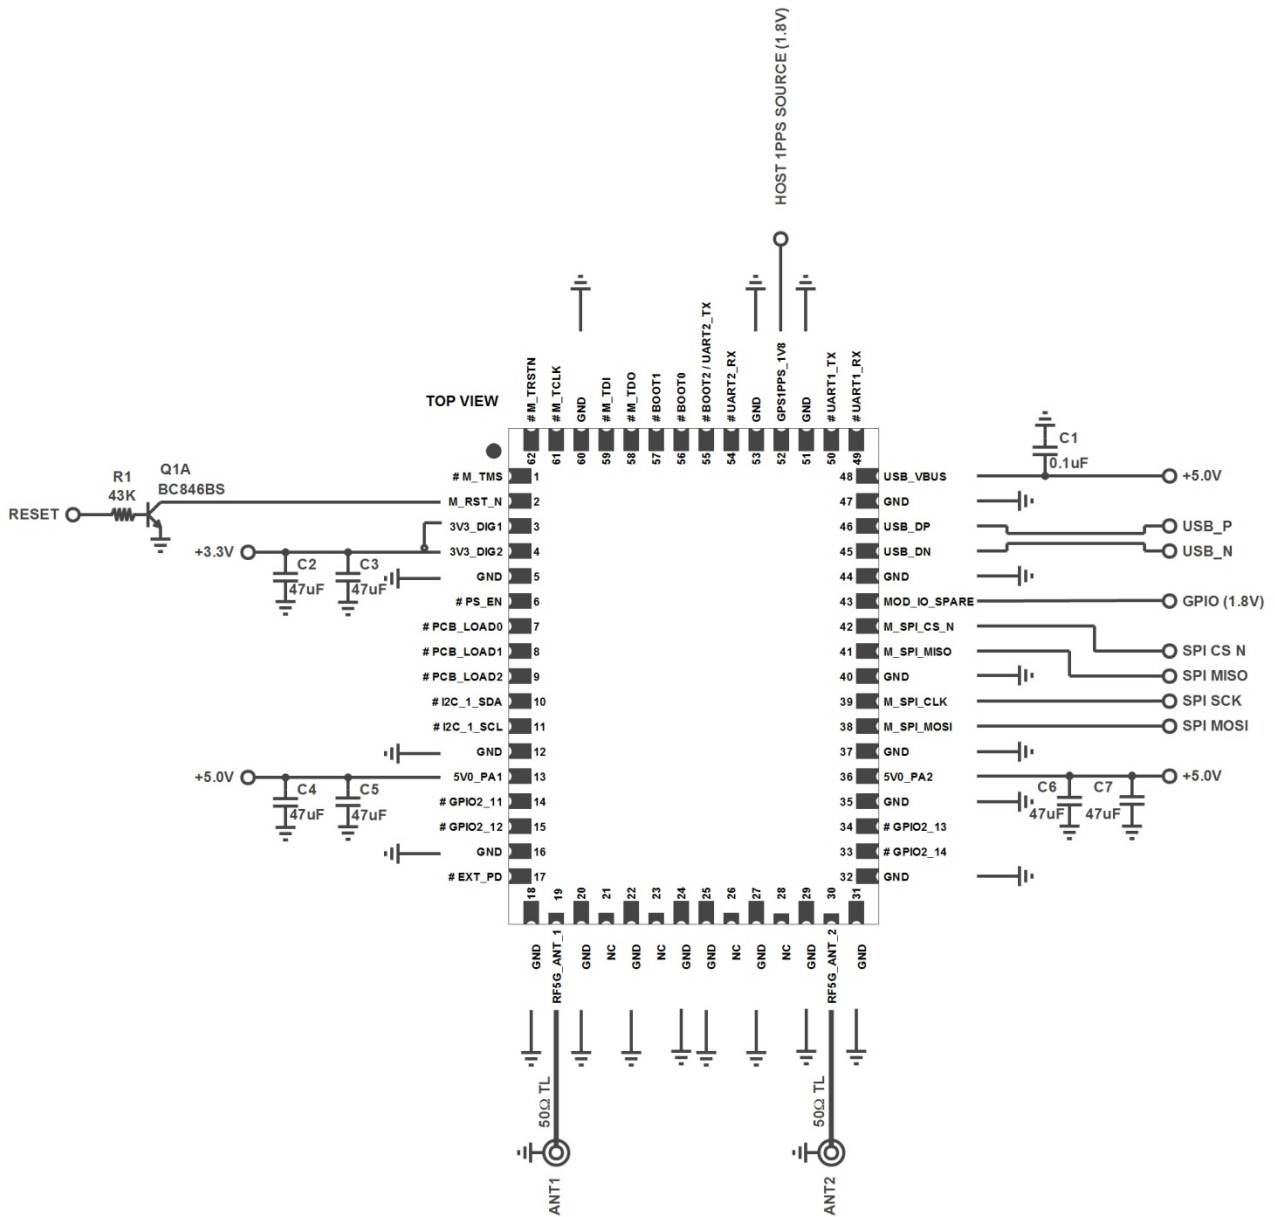 HOST 1PPS SOURCE (1.8V)
TOP VIEW
# M_TRSTN
# M_TCLK
GND
# M_TDI
# M_TDO
# BOOT1
# BOOT0
# BOOT2 / UART2_TX
# UART2_RX
GND
GPS1PPS_1V8
GND
# UART1_TX
# UART1_RX
62 61 60 59 58 57 56 55 54 53 52 51 50 49
# M_TMS 1
M_RST_N 2
3V3_DIG1 3
3V3_DIG2 4
GND 5
# PS_EN 6
# PCB_LOAD0 7
# PCB_LOAD1 8
# PCB_LOAD2 9
# I2C_1_SDA 10
# I2C_1_SCL 11
GND 12
5V0_PA1 13
# GPIO2_11 14
# GPIO2_12 15
GND 16
# EXT_PD 17
RESET
R1
43K
Q1A
BC846BS
+3.3V
C2
47uF
C3
47uF
+5.0V
C4
47uF
C5
47uF
48 USB_VBUS
47 GND
46 USB_DP
45 USB_DN
44 GND
43 MOD_IO_SPARE
42 M_SPI_CS_N
41 M_SPI_MISO
40 GND
39 M_SPI_CLK
38 M_SPI_MOSI
37 GND
36 5V0_PA2
35 GND
34 # GPIO2_13
33 # GPIO2_14
32 GND
C1
0.1uF
+5.0V
USB_P
USB_N
GPIO (1.8V)
SPI CS N
SPI MISO
SPI SCK
SPI MOSI
+5.0V
C6
47uF
C7
47uF
18 19 20 21 22 23 24 25 26 27 28 29 30 31
GND
RF5G_ANT_1
GND
NC
GND
NC
GND
GND
NC
GND
NC
GND
RF5G_ANT_2
GND
50Ω TL
50Ω TL
ANT1
ANT2